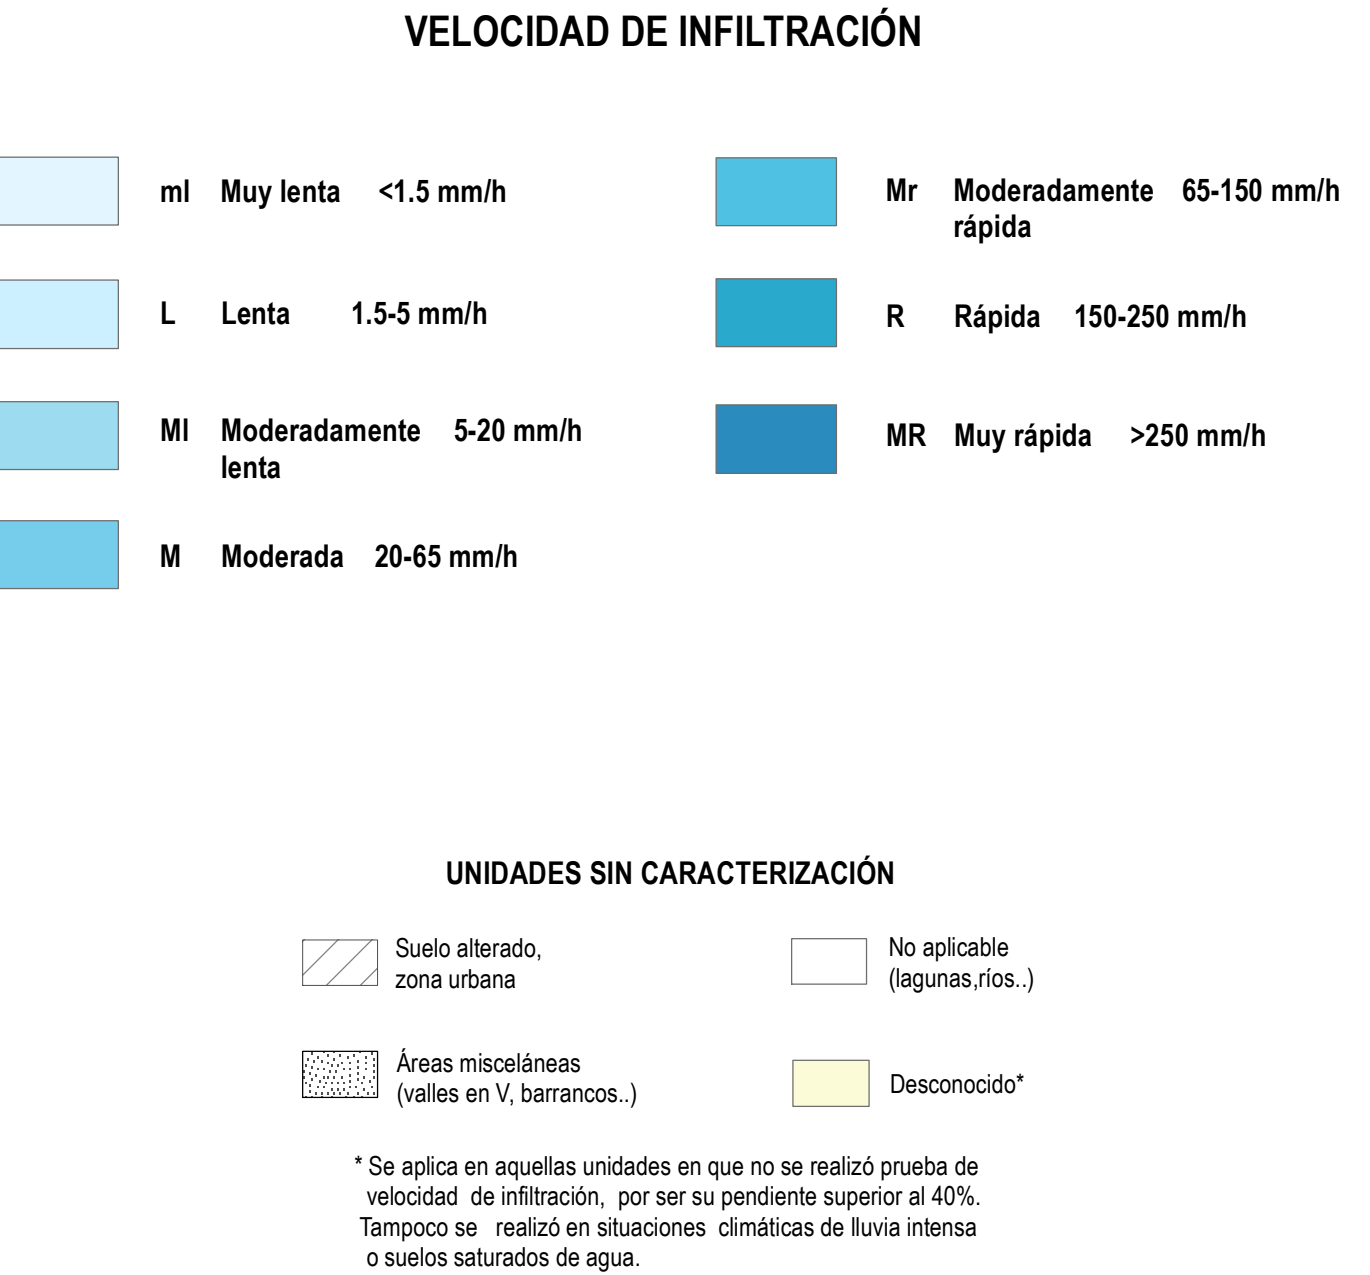 VELOCIDAD DE INFILTRACIÓN
ml Muy lenta <1.5 mm/h
L Lenta 1.5-5 mm/h
Ml Moderadamente 5-20 mm/h
lenta
M Moderada 20-65 mm/h
Mr Moderadamente 65-150 mm/h
rápida
R Rápida 150-250 mm/h
MR Muy rápida >250 mm/h
UNIDADES SIN CARACTERIZACIÓN
Suelo alterado,
zona urbana
No aplicable
(lagunas,ríos..)
Áreas misceláneas
(valles en V, barrancos..)
Desconocido*
* Se aplica en aquellas unidades en que no se realizó prueba de
velocidad de infiltración, por ser su pendiente superior al 40%.
Tampoco se realizó en situaciones climáticas de lluvia intensa
o suelos saturados de agua.